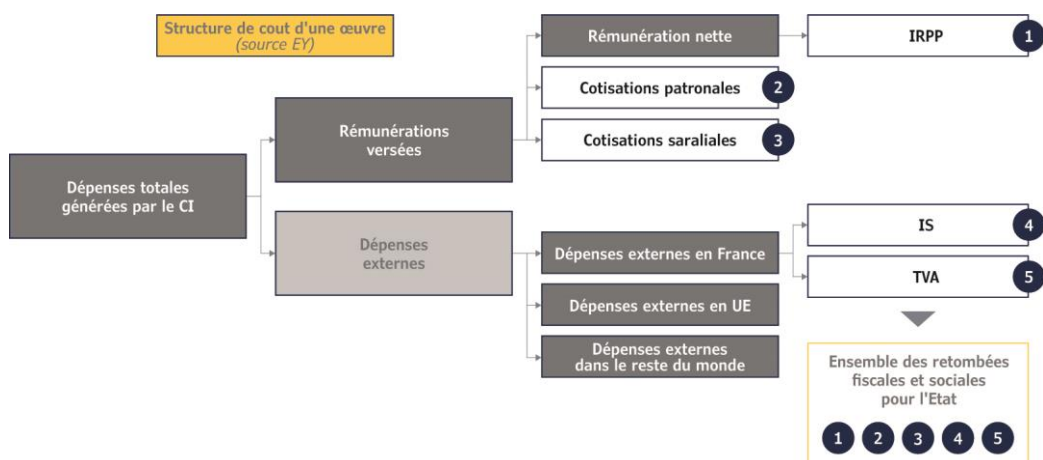 Structure de cout d'une œuvre
(source EY)
Rémunération nette
IRPP
1
Cotisations patronales
2
Rémunérations
versées
Cotisations saraliales
3
Dépenses totales
générées par le CI
Dépenses
externes
Dépenses externes en France
IS
4
TVA
5
Dépenses externes en UE
Dépenses externes
dans le reste du monde
Ensemble des retombées
fiscales et sociales
pour l'Etat
1 2 3 4 5